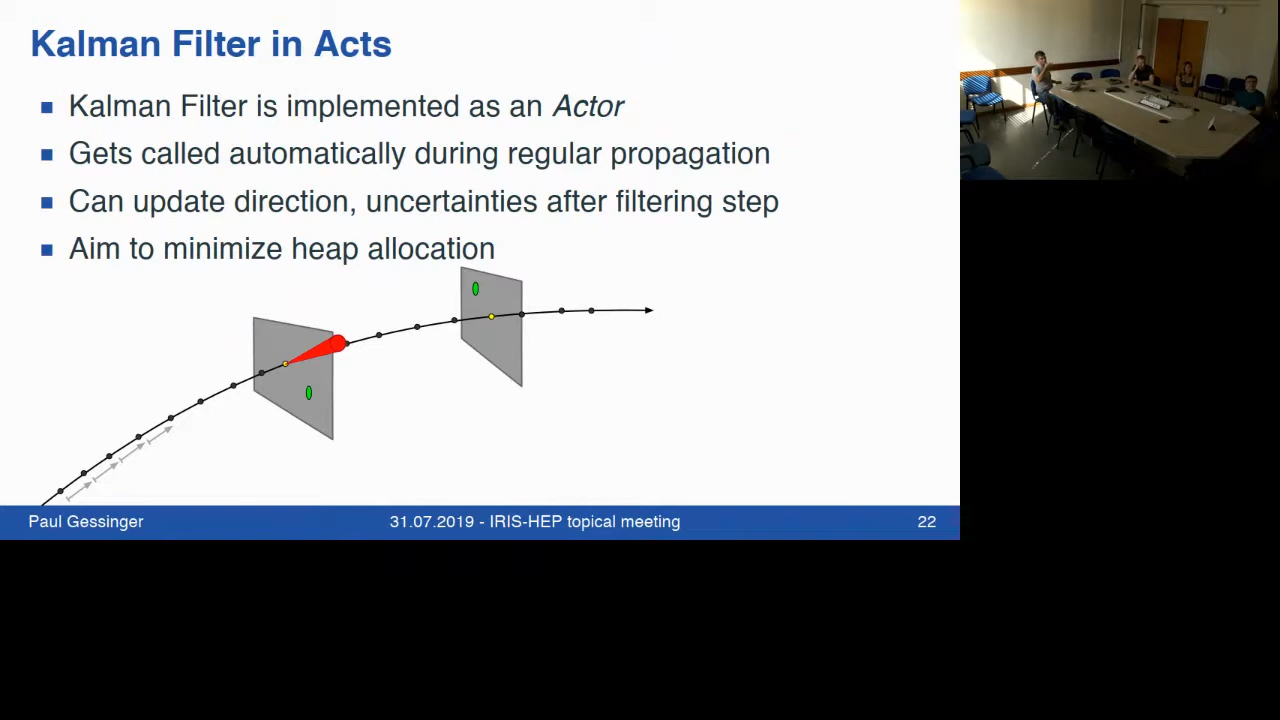 Kalman Filter in Acts
Kalman Filter is implemented as an Actor
Gets called automatically during regular propagation
Can update direction, uncertainties after filtering step
Aim to minimize heap allocation
Paul Gessinger
31.07.2019 - IRIS-HEP topical meeting
22